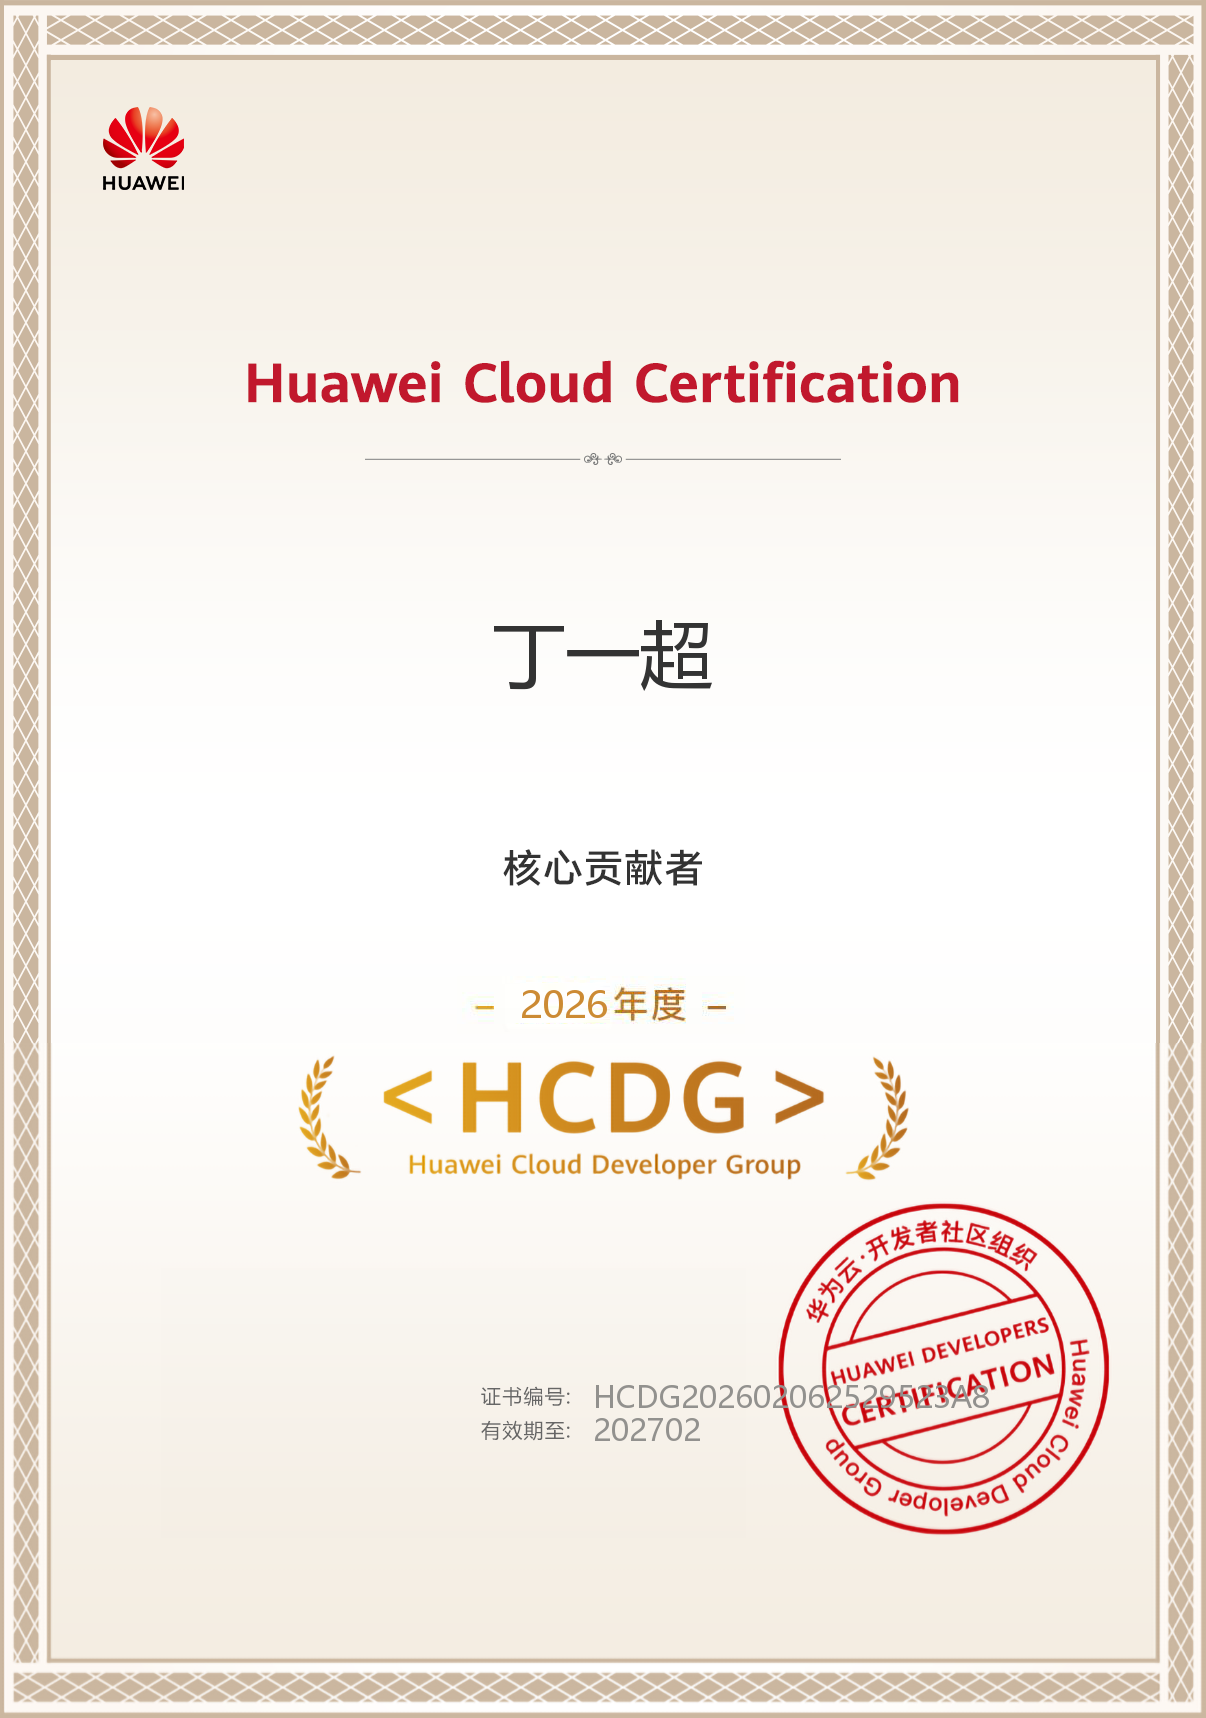 HUAWEI
Huawei Cloud Certification
丁一超
核心贡献者
– 2026年度 –
<HCDG>
Huawei Cloud Developer Group
华为云·开发者社区组织
HUAWEI DEVELOPERS
CERTIFICATION
Huawei Cloud Developer Group
证书编号: HCDG202602062529523A8
有效期至: 202702